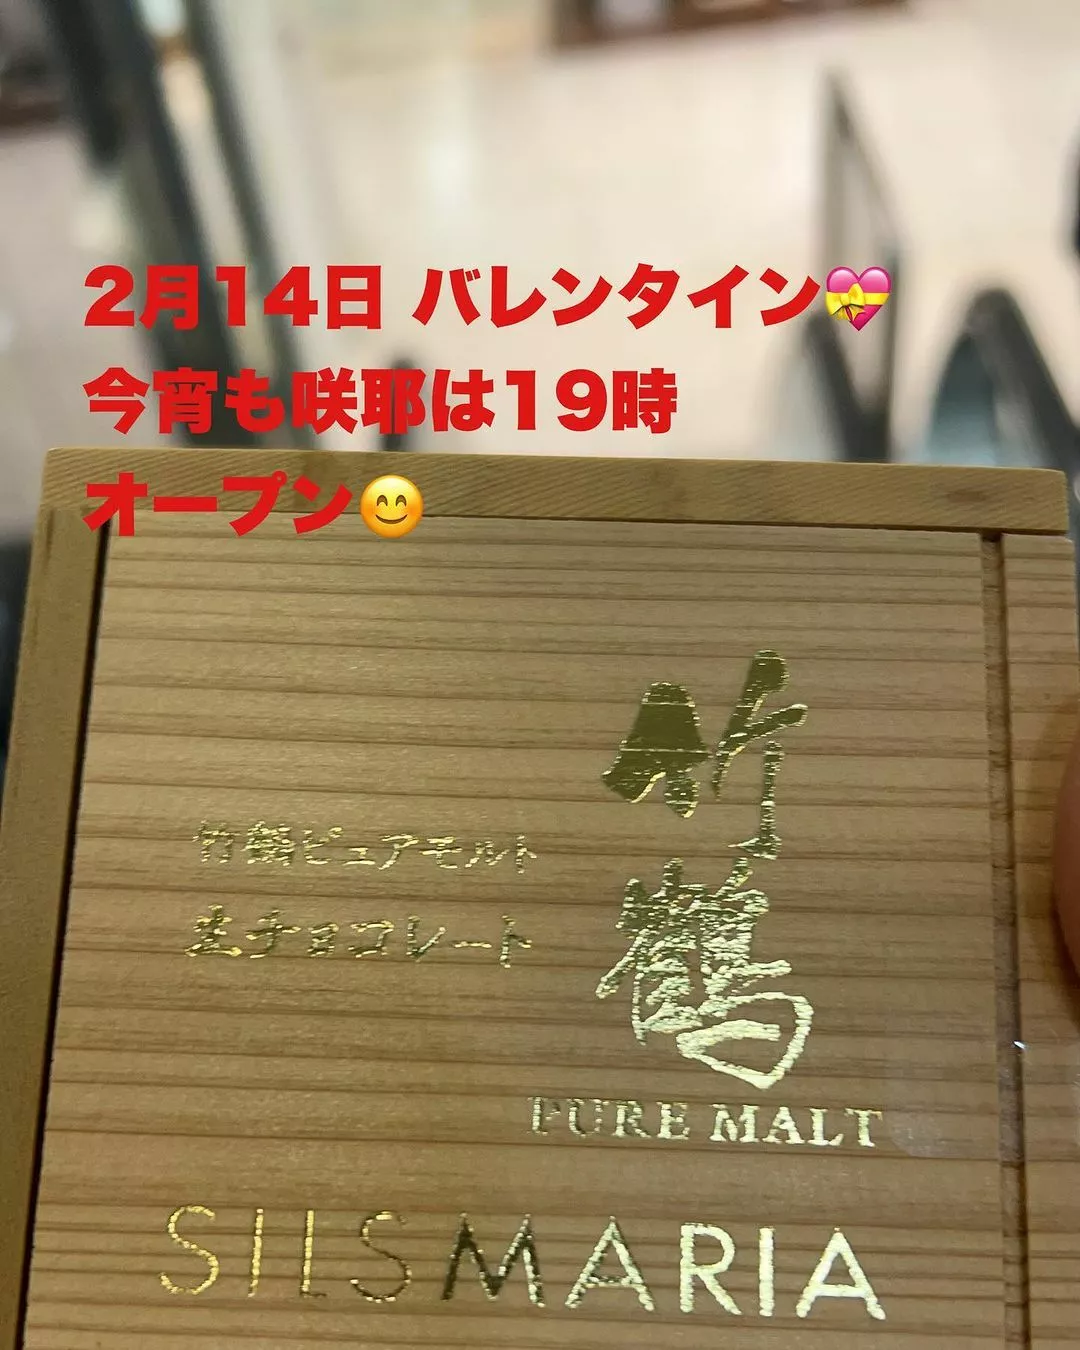 2月14日 バレンタイン💝
今宵も咲耶は19時
オープン😊
竹鶴
竹鶴ピュアモルト
生チョコレート
PURE MALT
SILSMARIA